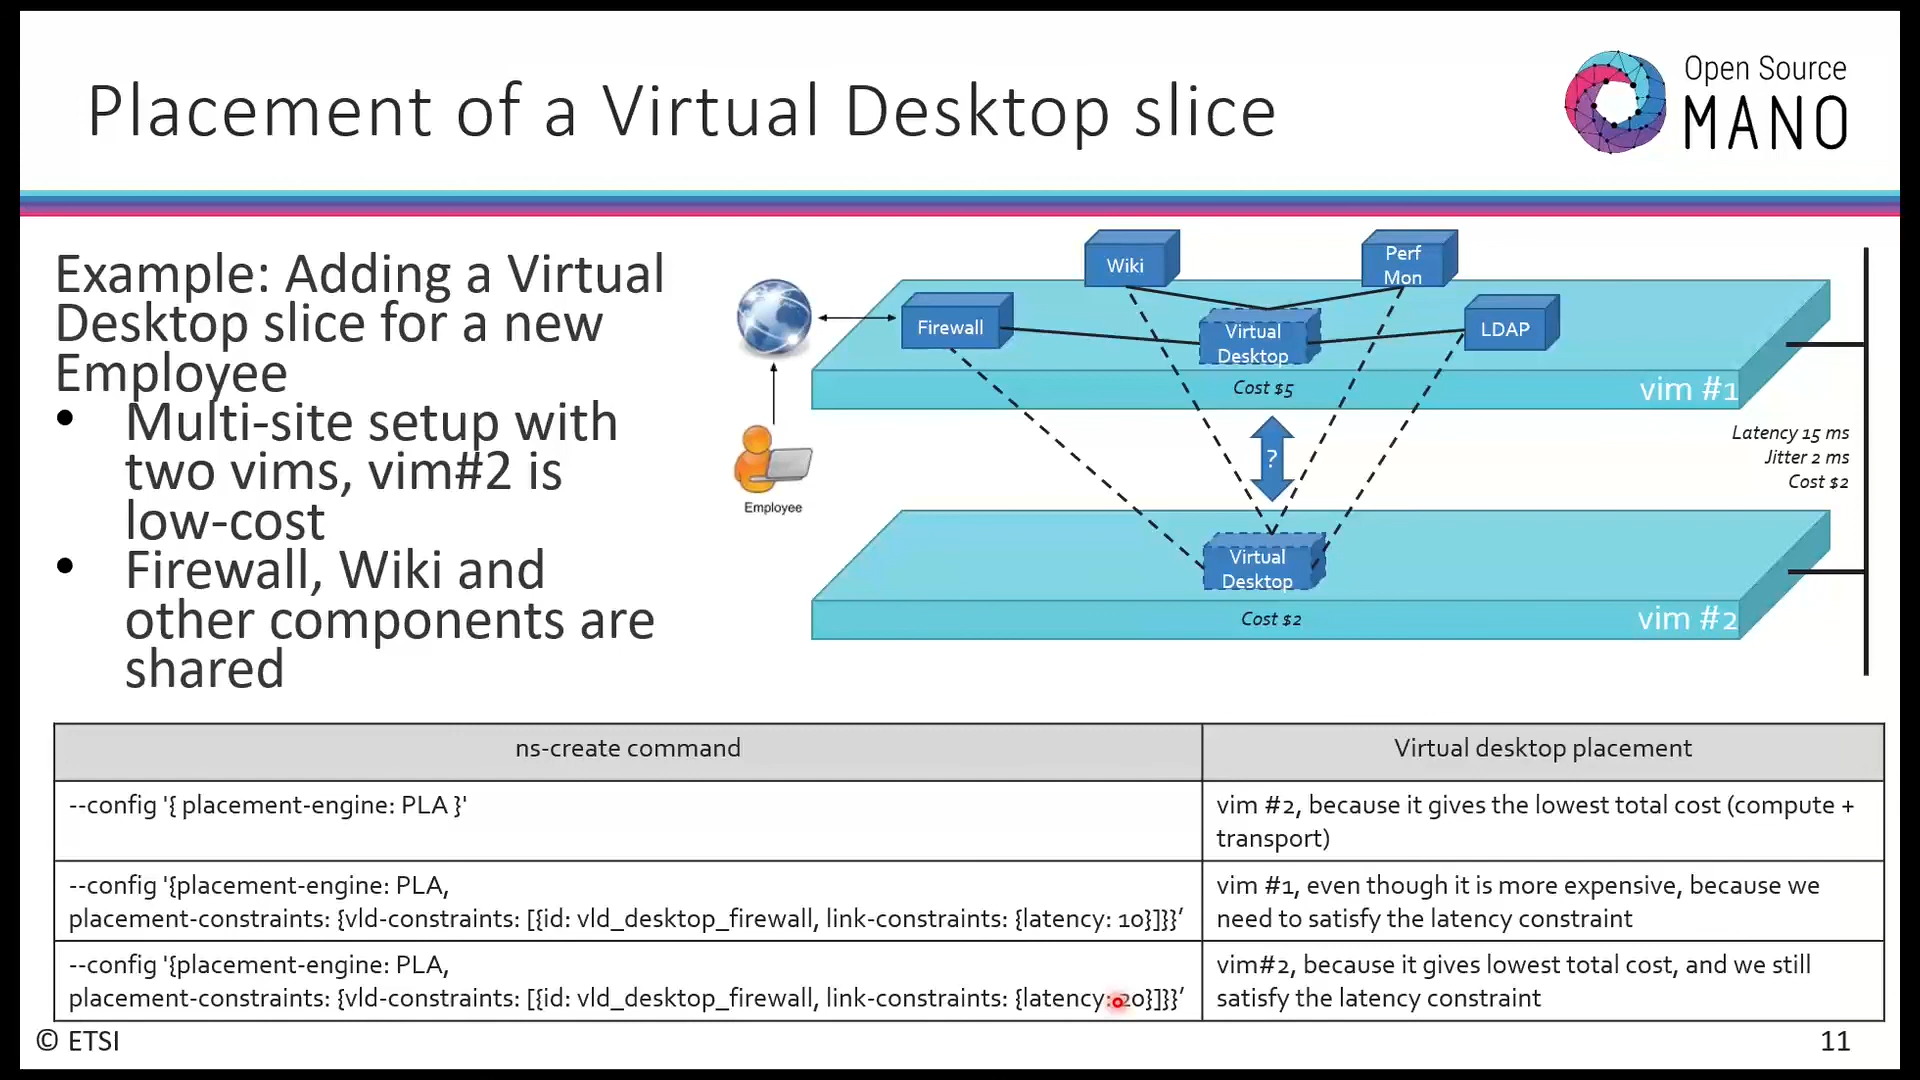 Placement of a Virtual Desktop slice
Open Source
MANO
Example: Adding a Virtual
Desktop slice for a new
Employee
• Multi-site setup with
two vims, vim#2 is
low-cost
• Firewall, Wiki and
other components are
shared
Wiki
Perf
Mon
Firewall
Virtual
Desktop
LDAP
Cost $5
vim #1
Employee
?
Latency 15 ms
Jitter 2 ms
Cost $2
Virtual
Desktop
Cost $2
vim #2
ns-create command
Virtual desktop placement
--config '{ placement-engine: PLA }'
vim #2, because it gives the lowest total cost (compute +
transport)
--config '{placement-engine: PLA,
placement-constraints: {vld-constraints: [{id: vld_desktop_firewall, link-constraints: {latency: 10}]}}’
vim #1, even though it is more expensive, because we
need to satisfy the latency constraint
--config '{placement-engine: PLA,
placement-constraints: {vld-constraints: [{id: vld_desktop_firewall, link-constraints: {latency: 20}]}}’
vim#2, because it gives lowest total cost, and we still
satisfy the latency constraint
© ETSI
11